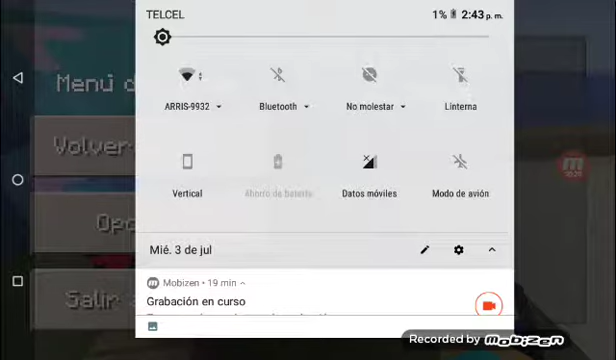 TELCEL
1% 2:43 p. m.
ARRIS-9932
Bluetooth
No molestar
Linterna
Vertical
Ahorro de batería
Datos móviles
Modo de avión
Mié. 3 de jul
Mobizen • 19 min
Grabación en curso
Menú d
Volver
Opc
Salir
Recorded by mobizen